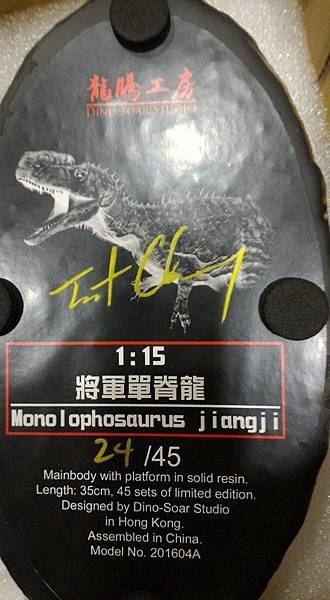 龍騰工房
DINO-SOAR STUDIO
1:15
將軍單脊龍
Monolophosaurus jiangji
24 /45
Mainbody with platform in solid resin,
Length: 35cm, 45 sets of limited edition.
Designed by Dino-Soar Studio
in Hong Kong.
Assembled in China.
Model No. 201604A